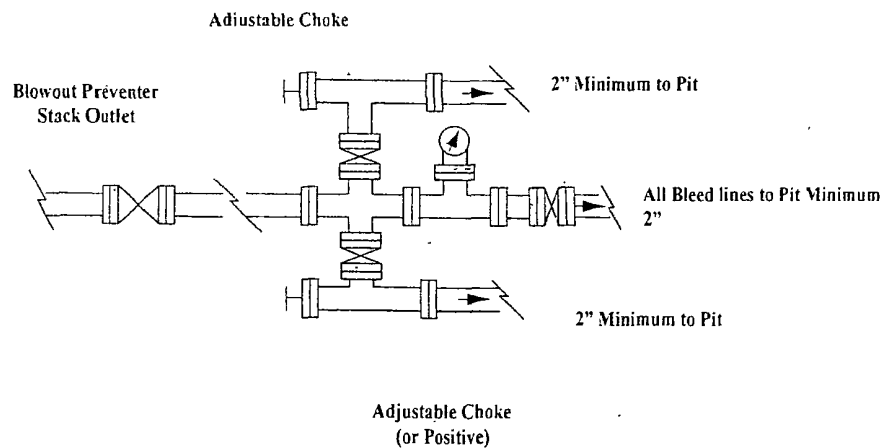 Adjustable Choke
2" Minimum to Pit
Blowout Preventer
Stack Outlet
All Bleed lines to Pit Minimum
2"
2" Minimum to Pit
Adjustable Choke
(or Positive)